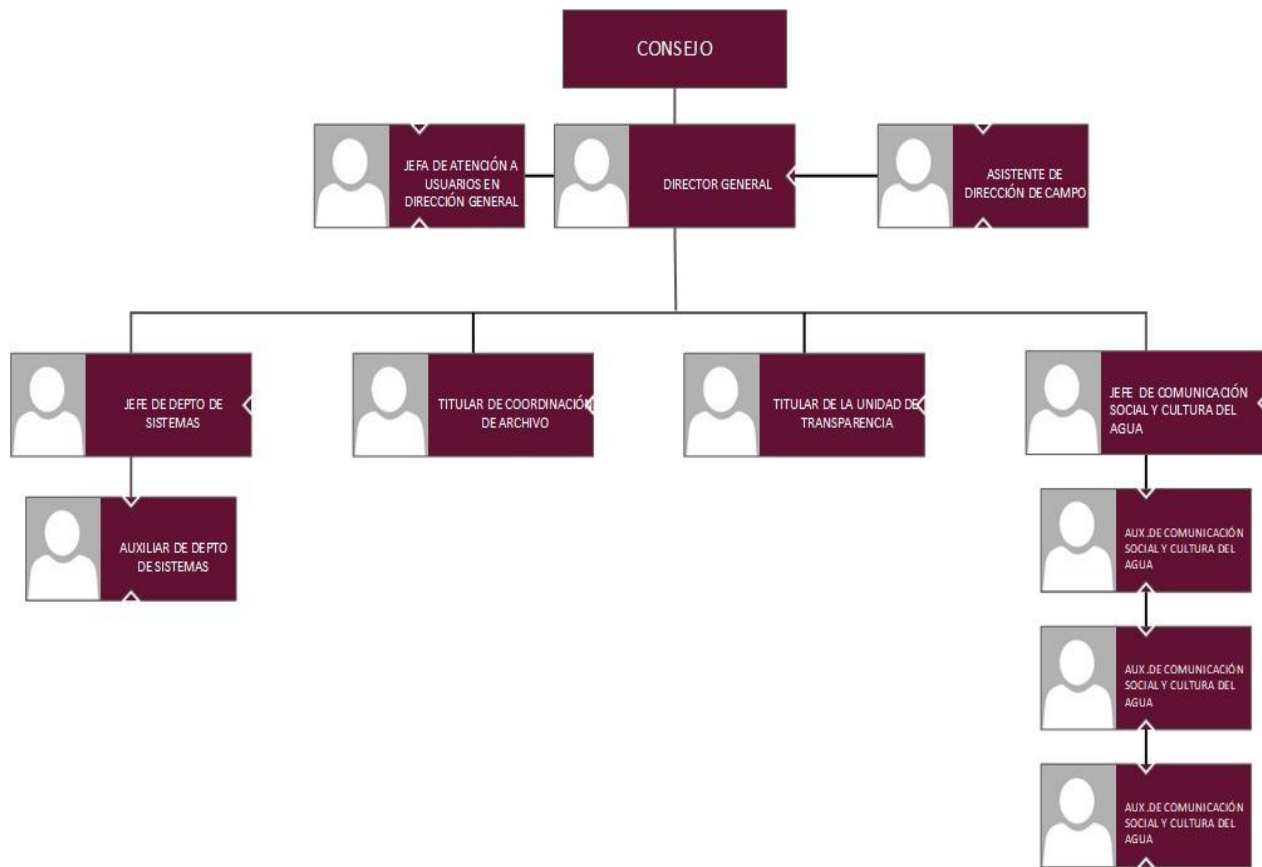 CONSEJO
JEFA DE ATENCIÓN A
USUARIOS EN
DIRECCIÓN GENERAL
DIRECTOR GENERAL
ASISTENTE DE
DIRECCIÓN DE CAMPO
JEFE DE DEPTO DE
SISTEMAS
TITULAR DE COORDINACIÓN
DE ARCHIVO
TITULAR DE LA UNIDAD DE
TRANSPARENCIA
JEFE DE COMUNICACIÓN
SOCIAL Y CULTURA DEL
AGUA
AUXILIAR DE DEPTO
DE SISTEMAS
AUX.DE COMUNICACIÓN
SOCIAL Y CULTURA DEL
AGUA
AUX.DE COMUNICACIÓN
SOCIAL Y CULTURA DEL
AGUA
AUX.DE COMUNICACIÓN
SOCIAL Y CULTURA DEL
AGUA